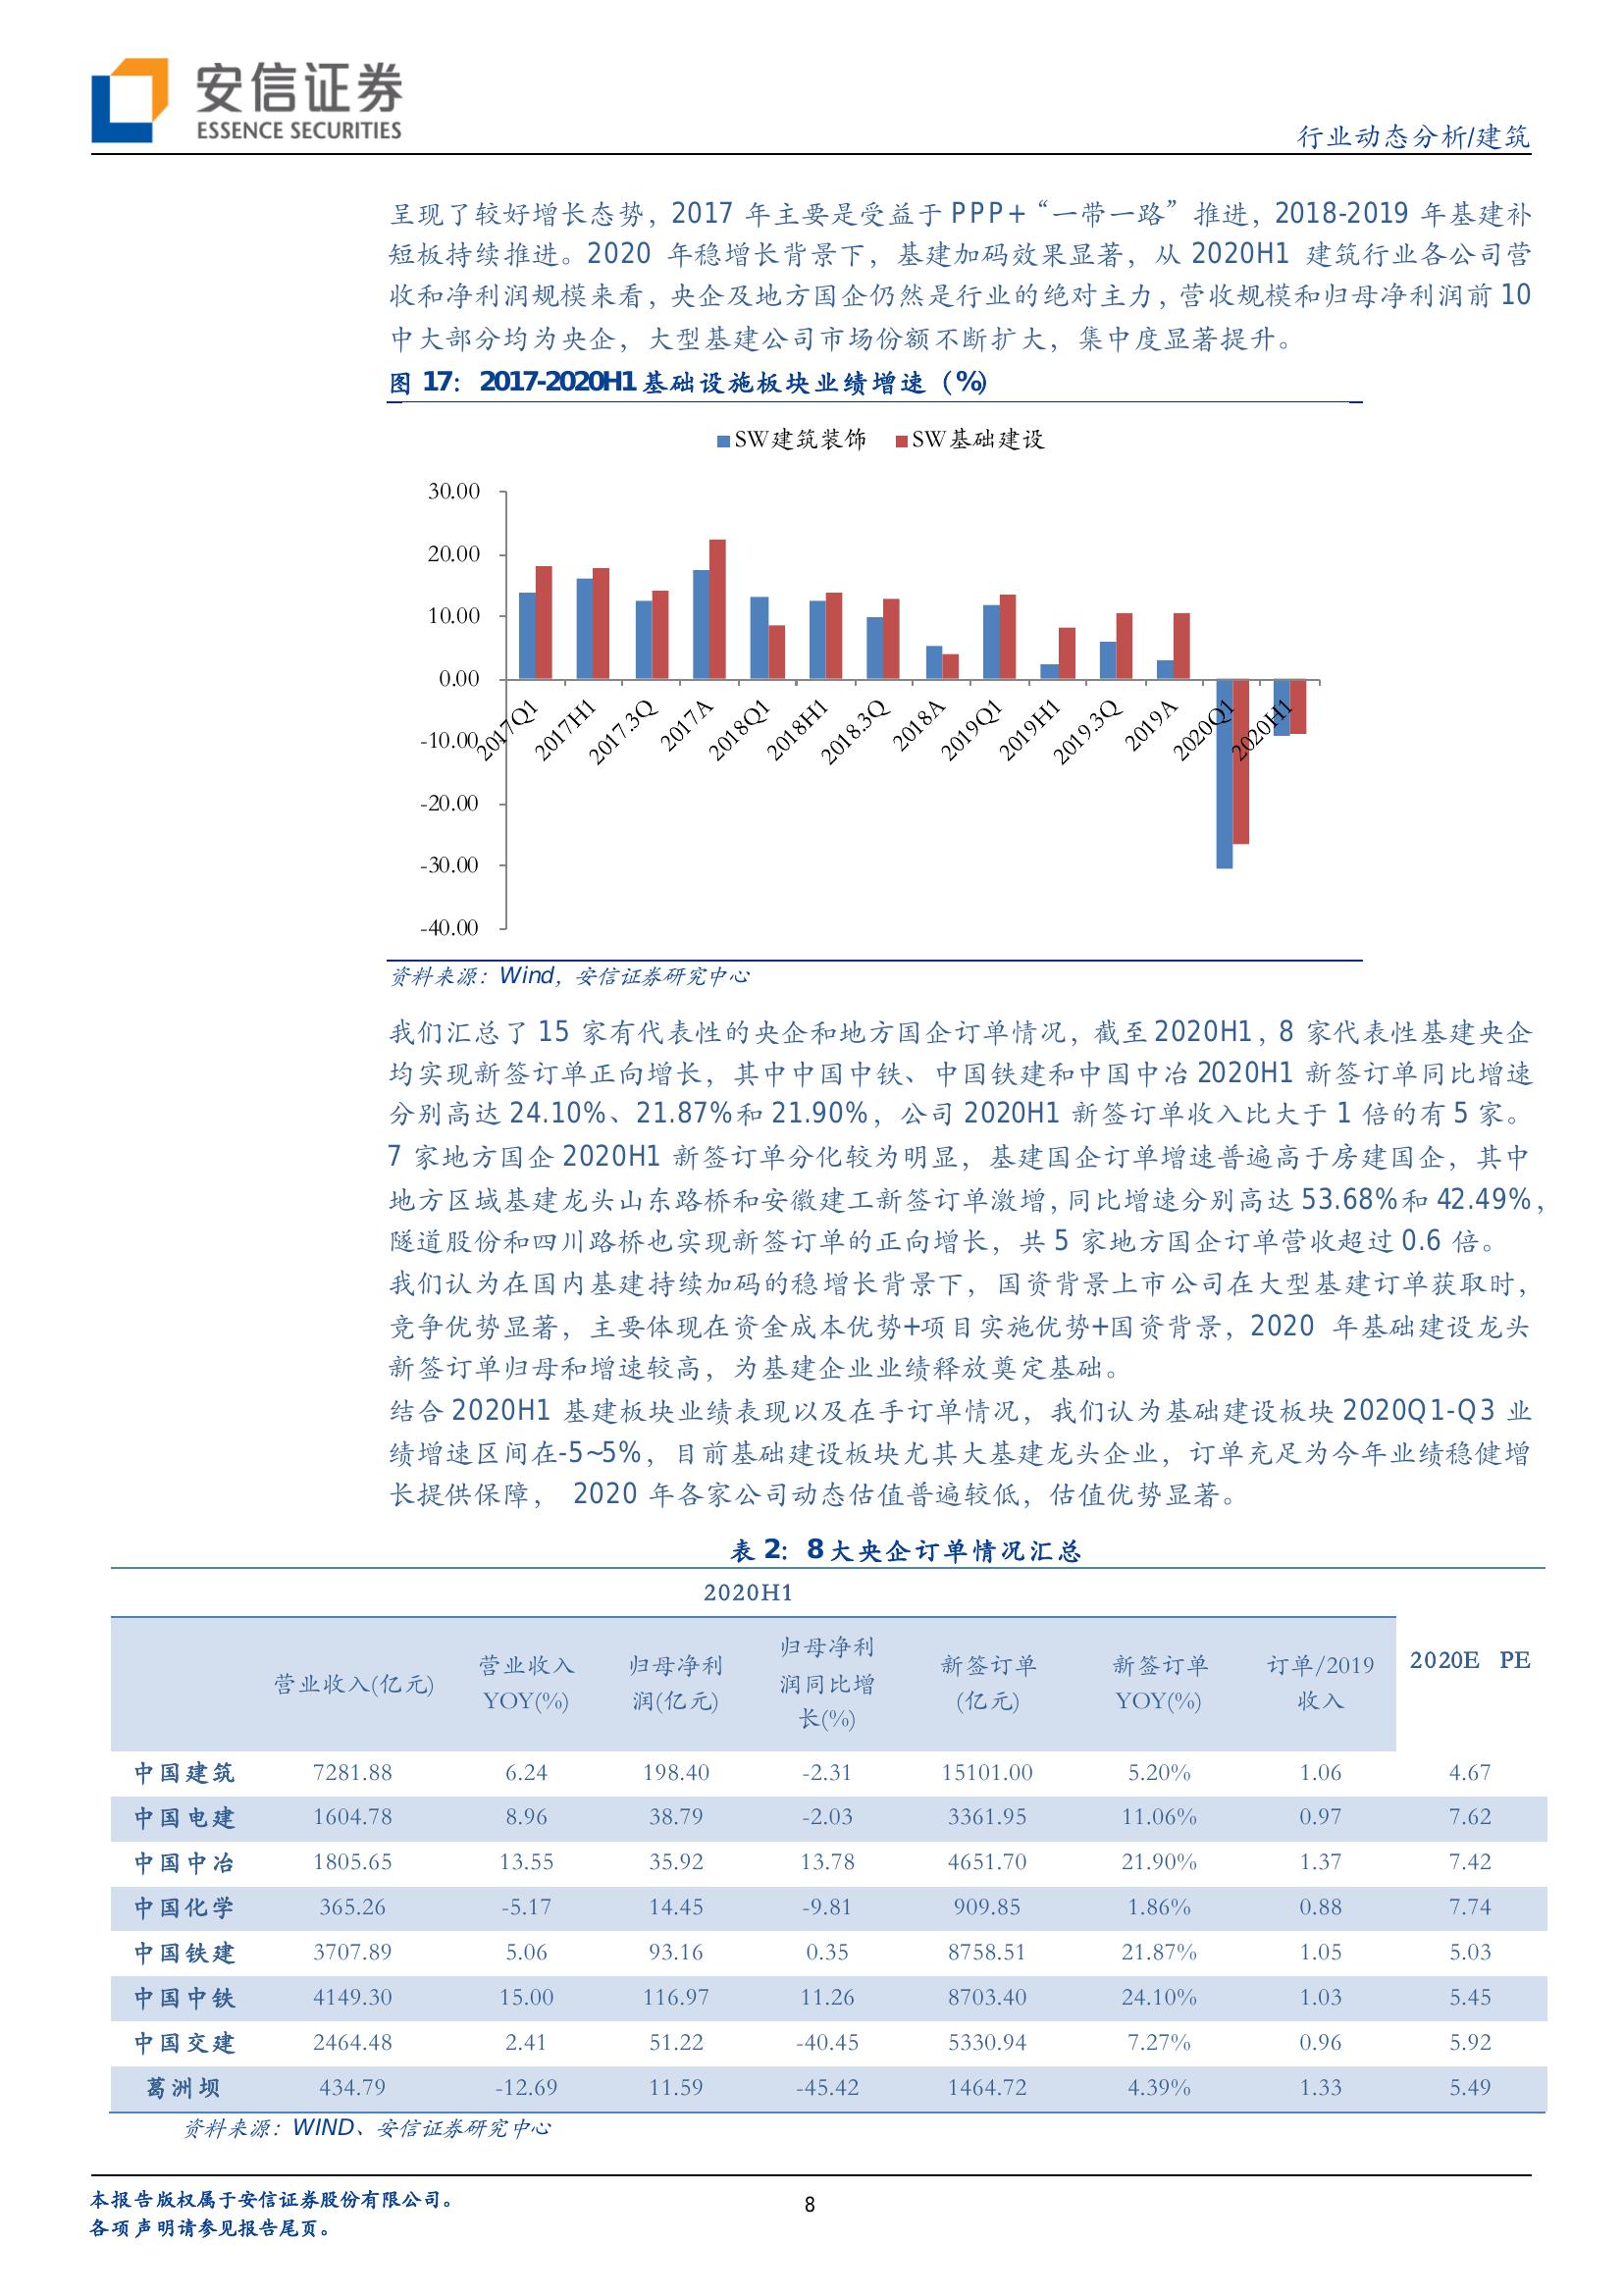 安信证券
ESSENCE SECURITIES
行业动态分析/建筑
呈现了较好增长态势，2017 年主要是受益于 PPP+“一带一路”推进，2018-2019 年基建补
短板持续推进。2020 年稳增长背景下，基建加码效果显著，从 2020H1 建筑行业各公司营
收和净利润规模来看，央企及地方国企仍然是行业的绝对主力，营收规模和归母净利润前 10
中大部分均为央企，大型基建公司市场份额不断扩大，集中度显著提升。
图 17：2017-2020H1 基础设施板块业绩增速（%）
SW建筑装饰 SW基础建设
30.00
20.00
10.00
0.00
-10.00
-20.00
-30.00
-40.00
2017Q1 2017H1 2017.3Q 2017A 2018Q1 2018H1 2018.3Q 2018A 2019Q1 2019H1 2019.3Q 2019A 2020Q1 2020H1
资料来源：Wind，安信证券研究中心
我们汇总了 15 家有代表性的央企和地方国企订单情况，截至 2020H1，8 家代表性基建央企
均实现新签订单正向增长，其中中国中铁、中国铁建和中国中冶 2020H1 新签订单同比增速
分别高达 24.10%、21.87%和 21.90%，公司 2020H1 新签订单收入比大于 1 倍的有 5 家。
7 家地方国企 2020H1 新签订单分化较为明显，基建国企订单增速普遍高于房建国企，其中
地方区域基建龙头山东路桥和安徽建工新签订单激增，同比增速分别高达 53.68%和 42.49%，
隧道股份和四川路桥也实现新签订单的正向增长，共 5 家地方国企订单营收超过 0.6 倍。
我们认为在国内基建持续加码的稳增长背景下，国资背景上市公司在大型基建订单获取时，
竞争优势显著，主要体现在资金成本优势+项目实施优势+国资背景，2020 年基础建设龙头
新签订单归母和增速较高，为基建企业业绩释放奠定基础。
结合 2020H1 基建板块业绩表现以及在手订单情况，我们认为基础建设板块 2020Q1-Q3 业
绩增速区间在-5~5%，目前基础建设板块尤其大基建龙头企业，订单充足为今年业绩稳健增
长提供保障， 2020 年各家公司动态估值普遍较低，估值优势显著。
表 2：8 大央企订单情况汇总
2020H1
营业收入(亿元) 营业收入YOY(%) 归母净利润(亿元) 归母净利润同比增长(%) 新签订单(亿元) 新签订单YOY(%) 订单/2019收入 2020E PE
中国建筑 7281.88 6.24 198.40 -2.31 15101.00 5.20% 1.06 4.67
中国电建 1604.78 8.96 38.79 -2.03 3361.95 11.06% 0.97 7.62
中国中冶 1805.65 13.55 35.92 13.78 4651.70 21.90% 1.37 7.42
中国化学 365.26 -5.17 14.45 -9.81 909.85 1.86% 0.88 7.74
中国铁建 3707.89 5.06 93.16 0.35 8758.51 21.87% 1.05 5.03
中国中铁 4149.30 15.00 116.97 11.26 8703.40 24.10% 1.03 5.45
中国交建 2464.48 2.41 51.22 -40.45 5330.94 7.27% 0.96 5.92
葛洲坝 434.79 -12.69 11.59 -45.42 1464.72 4.39% 1.33 5.49
资料来源：WIND、安信证券研究中心
本报告版权属于安信证券股份有限公司。
各项声明请参见报告尾页。
8